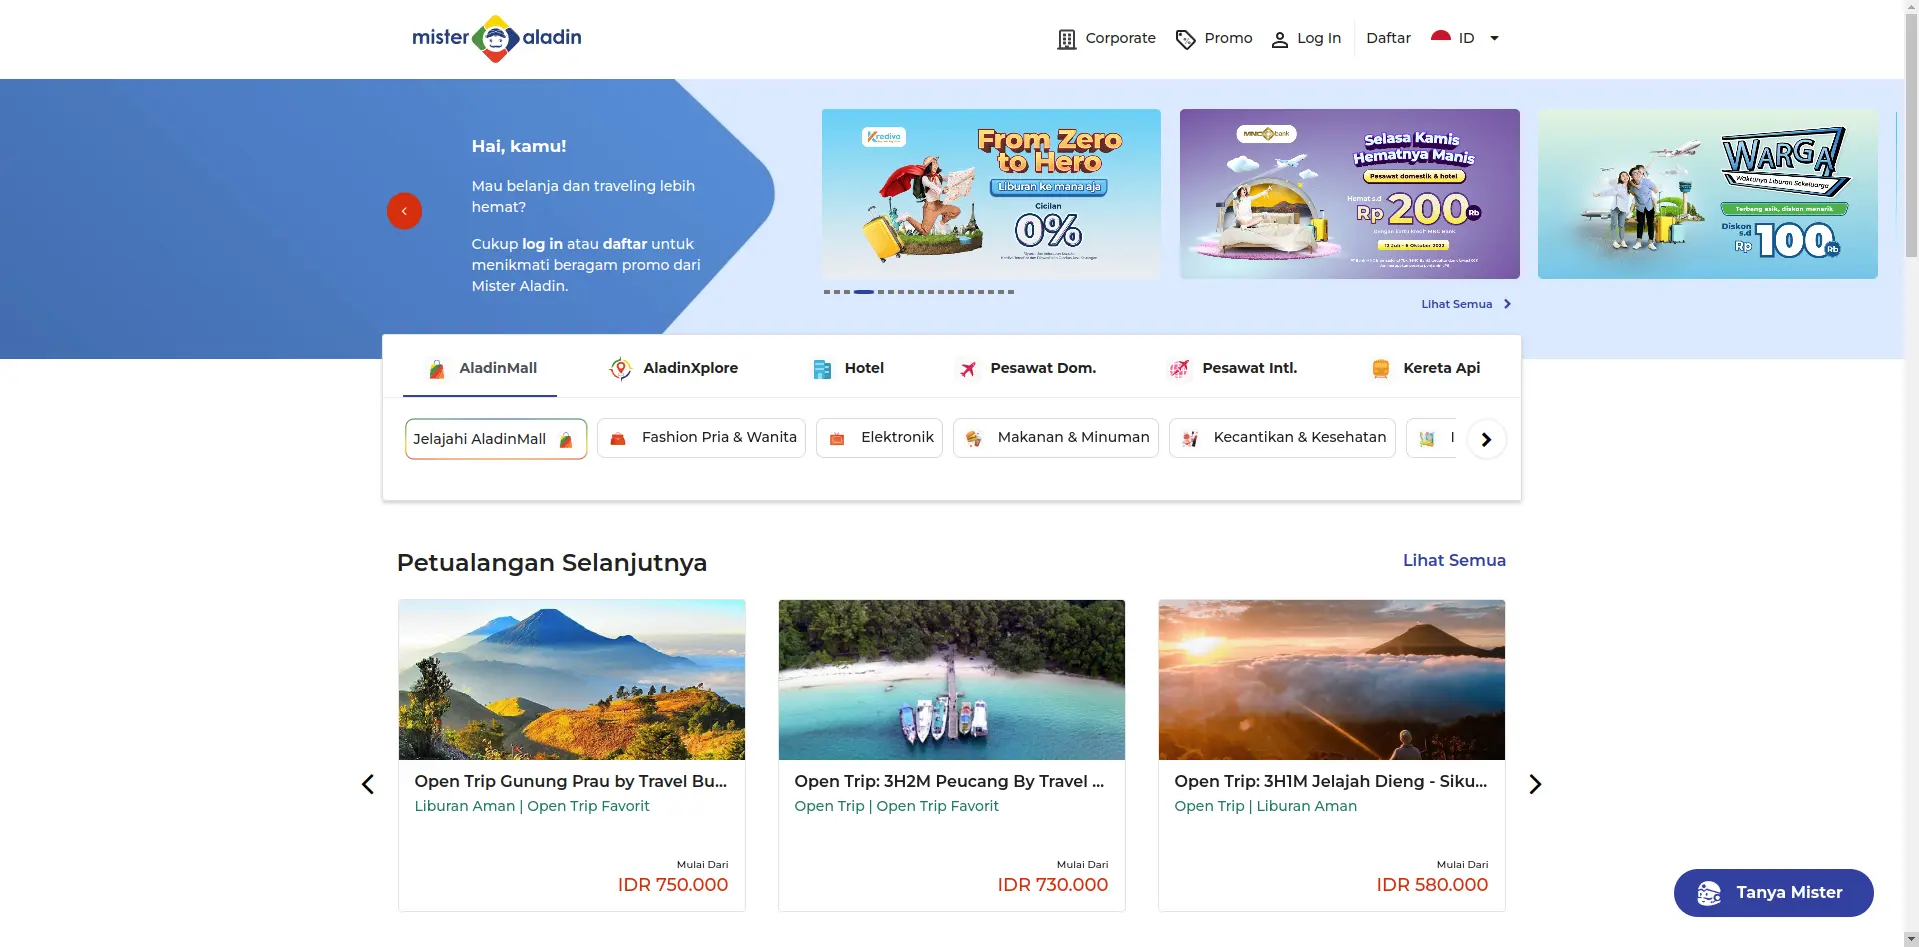 mister aladin
Corporate
Promo
Log In
Daftar
ID
Hai, kamu!
Mau belanja dan traveling lebih
hemat?
Cukup log in atau daftar untuk
menikmati beragam promo dari
Mister Aladin.
Kredivo
From Zero
to Hero
Liburan ke mana aja
Cicilan
0%
MNC bank
Selasa Kamis
Hematnya Manis
Pesawat domestik & hotel
Hemat s.d
Rp 200 Rb
WARGA
Waktunya Liburan Sekeluarga
Terbang asik, diskon menarik
Diskon
s.d
Rp 100 Rb
Lihat Semua
AladinMall
AladinXplore
Hotel
Pesawat Dom.
Pesawat Intl.
Kereta Api
Jelajahi AladinMall
Fashion Pria & Wanita
Elektronik
Makanan & Minuman
Kecantikan & Kesehatan
Petualangan Selanjutnya
Lihat Semua
Open Trip Gunung Prau by Travel Bu...
Liburan Aman | Open Trip Favorit
Mulai Dari
IDR 750.000
Open Trip: 3H2M Peucang By Travel ...
Open Trip | Open Trip Favorit
Mulai Dari
IDR 730.000
Open Trip: 3H1M Jelajah Dieng - Siku...
Open Trip | Liburan Aman
Mulai Dari
IDR 580.000
Tanya Mister